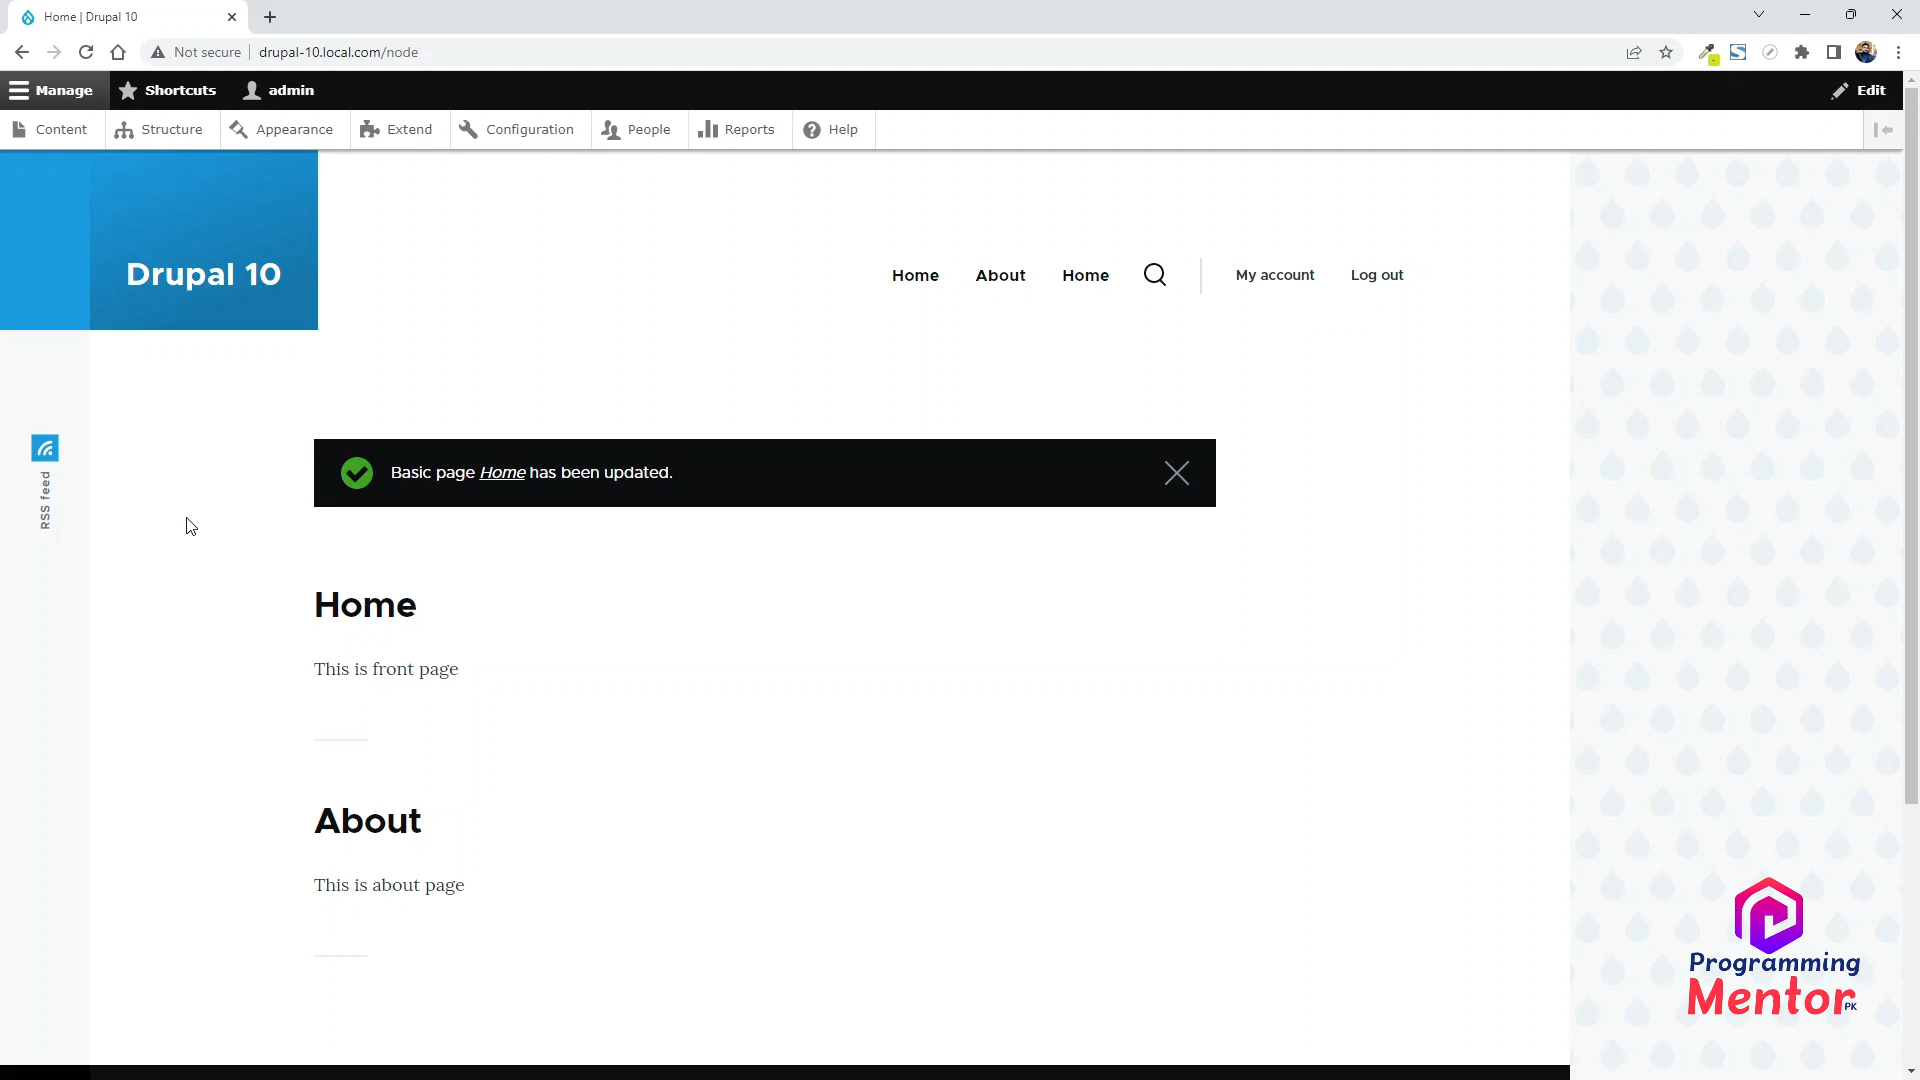 Home | Drupal 10
Not secure drupal-10.local.com/node
Manage Shortcuts admin Edit
Content Structure Appearance Extend Configuration People Reports Help
Drupal 10
Home About Home My account Log out
RSS feed
Basic page Home has been updated.
Home
This is front page
About
This is about page
Programming
Mentor PK